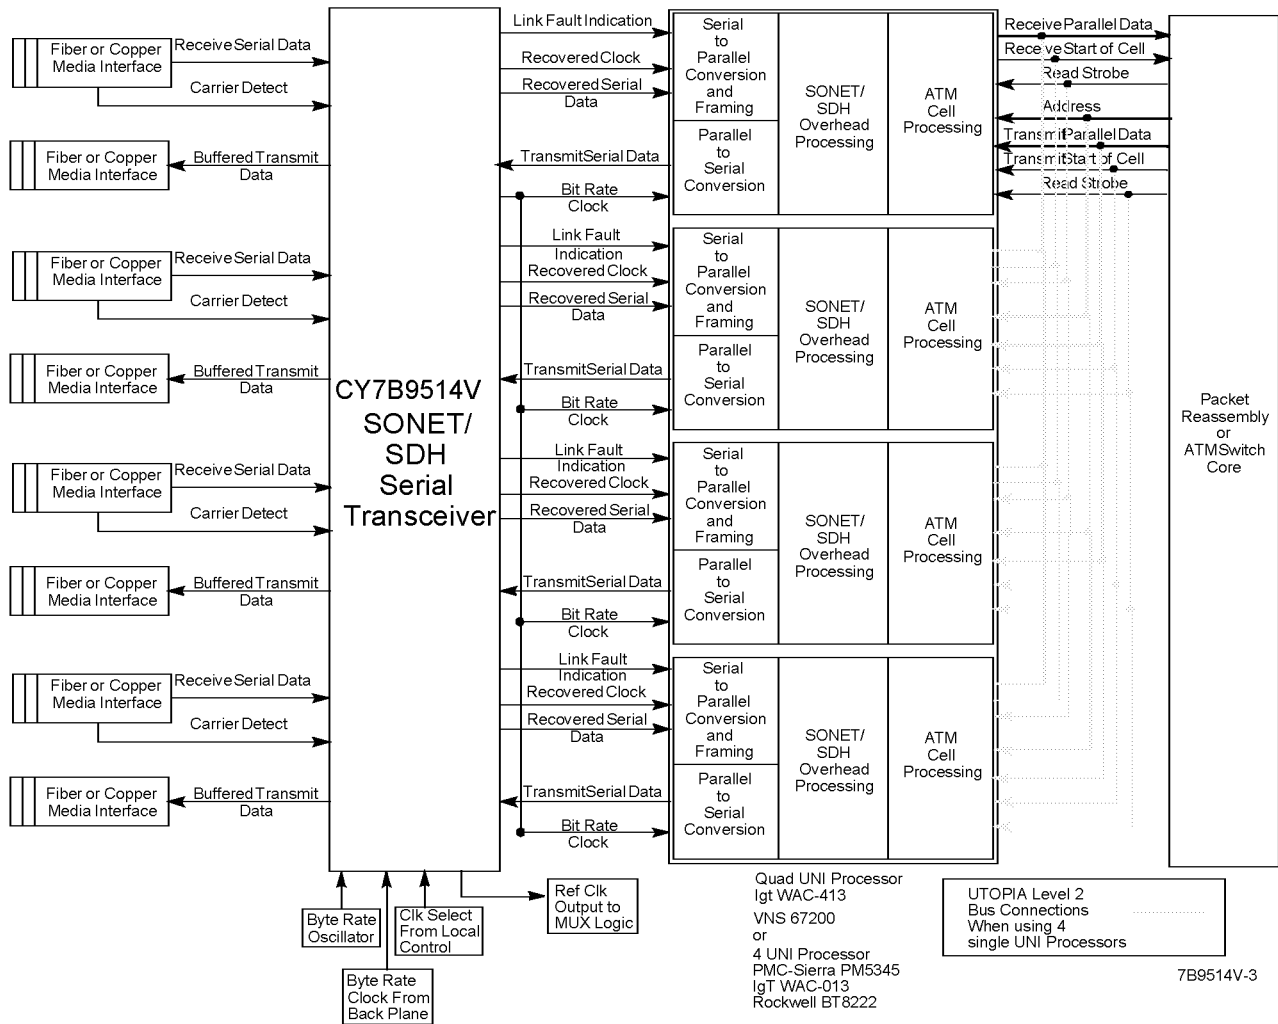 Fiber or Copper
Media Interface
Receive Serial Data
Carrier Detect
Fiber or Copper
Media Interface
Buffered Transmit
Data
Fiber or Copper
Media Interface
Receive Serial Data
Carrier Detect
Fiber or Copper
Media Interface
Buffered Transmit
Data
Fiber or Copper
Media Interface
Receive Serial Data
Carrier Detect
Fiber or Copper
Media Interface
Buffered Transmit
Data
Fiber or Copper
Media Interface
Receive Serial Data
Carrier Detect
Fiber or Copper
Media Interface
Buffered Transmit
Data
CY7B9514V
SONET/
SDH
Serial
Transceiver
Byte Rate
Oscillator
Byte Rate
Clock From
Back Plane
Clk Select
From Local
Control
Ref Clk
Output to
MUX Logic
Link Fault Indication
Recovered Clock
Recovered Serial
Data
Transmit Serial Data
Bit Rate
Clock
Link Fault
Indication
Recovered Clock
Recovered Serial
Data
Transmit Serial Data
Bit Rate
Clock
Link Fault
Indication
Recovered Clock
Recovered Serial
Data
Transmit Serial Data
Bit Rate
Clock
Link Fault
Indication
Recovered Clock
Recovered Serial
Data
Transmit Serial Data
Bit Rate
Clock
Serial
to
Parallel
Conversion
and
Framing
Parallel
to
Serial
Conversion
SONET/
SDH
Overhead
Processing
ATM
Cell
Processing
Serial
to
Parallel
Conversion
and
Framing
Parallel
to
Serial
Conversion
SONET/
SDH
Overhead
Processing
ATM
Cell
Processing
Serial
to
Parallel
Conversion
and
Framing
Parallel
to
Serial
Conversion
SONET/
SDH
Overhead
Processing
ATM
Cell
Processing
Serial
to
Parallel
Conversion
and
Framing
Parallel
to
Serial
Conversion
SONET/
SDH
Overhead
Processing
ATM
Cell
Processing
Receive Parallel Data
Receive Start of Cell
Read Strobe
Address
Transmit Parallel Data
Transmit Start of Cell
Read Strobe
Packet
Reassembly
or
ATM Switch
Core
Quad UNI Processor
Igt WAC-413
VNS 67200
or
4 UNI Processor
PMC-Sierra PM5345
IgT WAC-013
Rockwell BT8222
UTOPIA Level 2
Bus Connections
When using 4
single UNI Processors
7B9514V-3